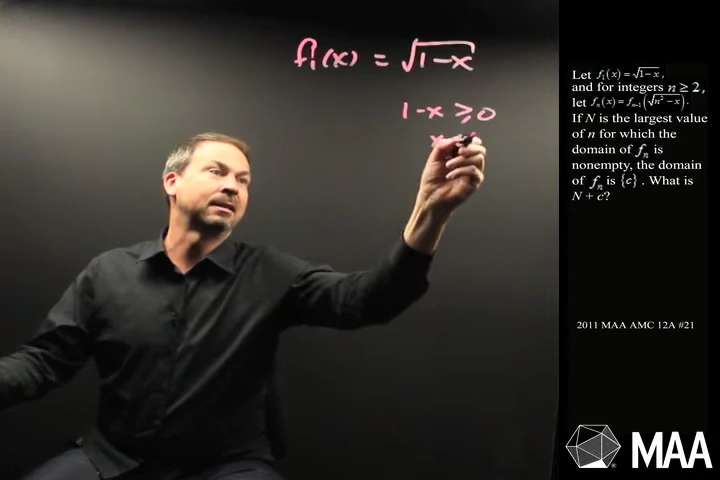 f₁(x) = √(1-x)
1-x ≥ 0
x
Let f₁(x) = √(1-x),
and for integers n ≥ 2,
let fₙ(x) = fₙ₋₁(√(n² - x)).
If N is the largest value
of n for which the
domain of fₙ is
nonempty, the domain
of fₙ is {c}. What is
N + c?
2011 MAA AMC 12A #21
MAA